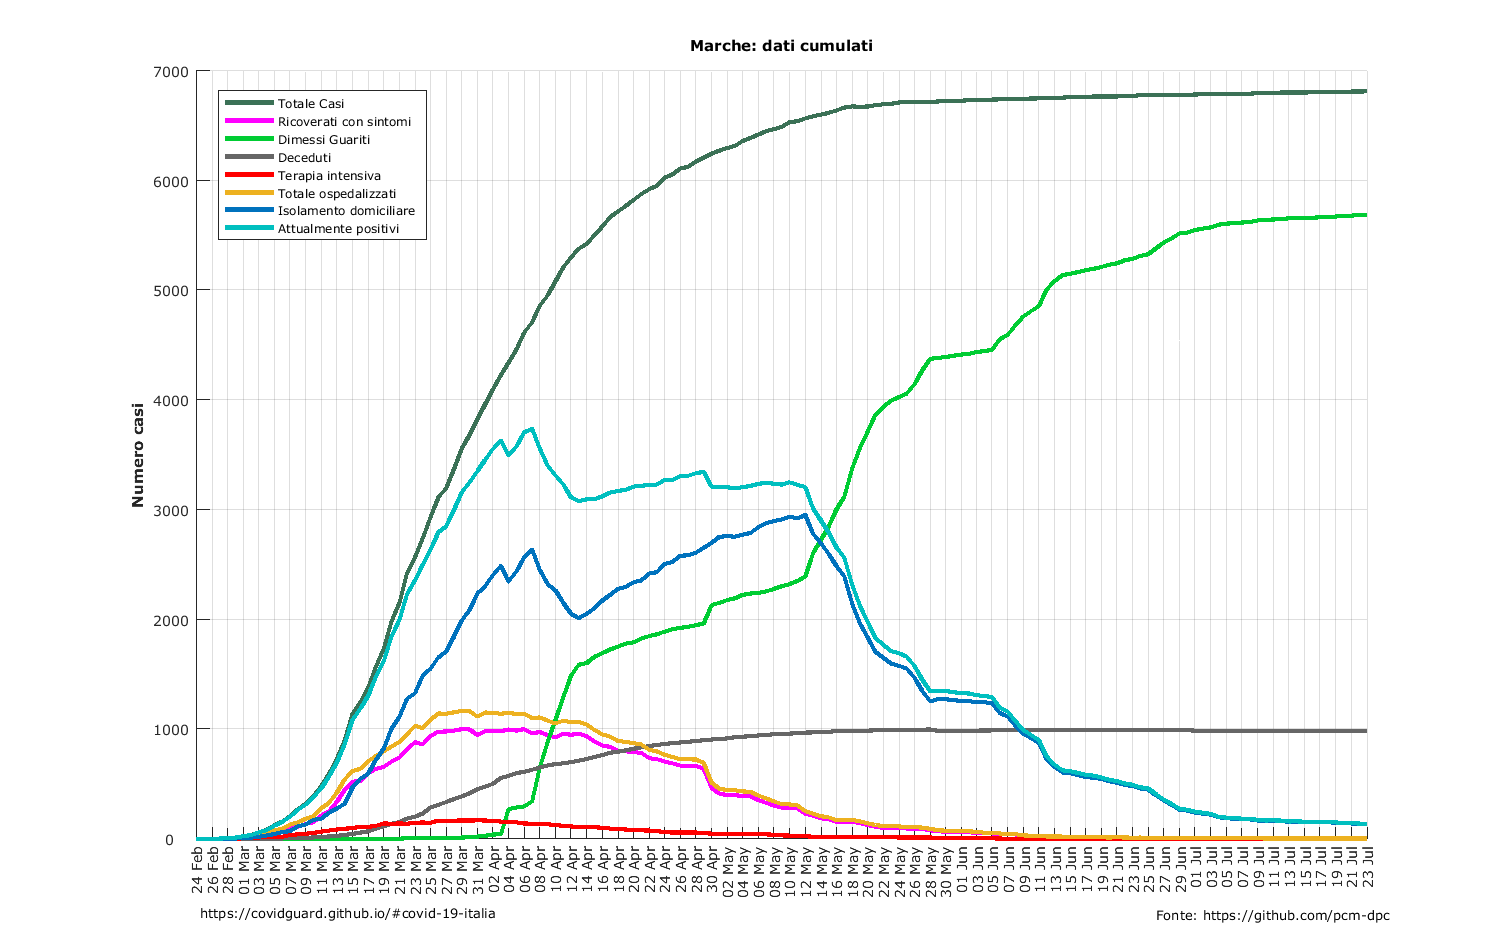 Marche: dati cumulati
7000
6000
5000
4000
3000
2000
1000
0
Numero casi
Totale Casi
Ricoverati con sintomi
Dimessi Guariti
Deceduti
Terapia intensiva
Totale ospedalizzati
Isolamento domiciliare
Attualmente positivi
24 Feb
26 Feb
28 Feb
01 Mar
03 Mar
05 Mar
07 Mar
09 Mar
11 Mar
13 Mar
15 Mar
17 Mar
19 Mar
21 Mar
23 Mar
25 Mar
27 Mar
29 Mar
31 Mar
02 Apr
04 Apr
06 Apr
08 Apr
10 Apr
12 Apr
14 Apr
16 Apr
18 Apr
20 Apr
22 Apr
24 Apr
26 Apr
28 Apr
30 Apr
02 May
04 May
06 May
08 May
10 May
12 May
14 May
16 May
18 May
20 May
22 May
24 May
26 May
28 May
30 May
01 Jun
03 Jun
05 Jun
07 Jun
09 Jun
11 Jun
13 Jun
15 Jun
17 Jun
19 Jun
21 Jun
23 Jun
25 Jun
27 Jun
29 Jun
01 Jul
03 Jul
05 Jul
07 Jul
09 Jul
11 Jul
13 Jul
15 Jul
17 Jul
19 Jul
21 Jul
23 Jul
https://covidguard.github.io/#covid-19-italia
Fonte: https://github.com/pcm-dpc